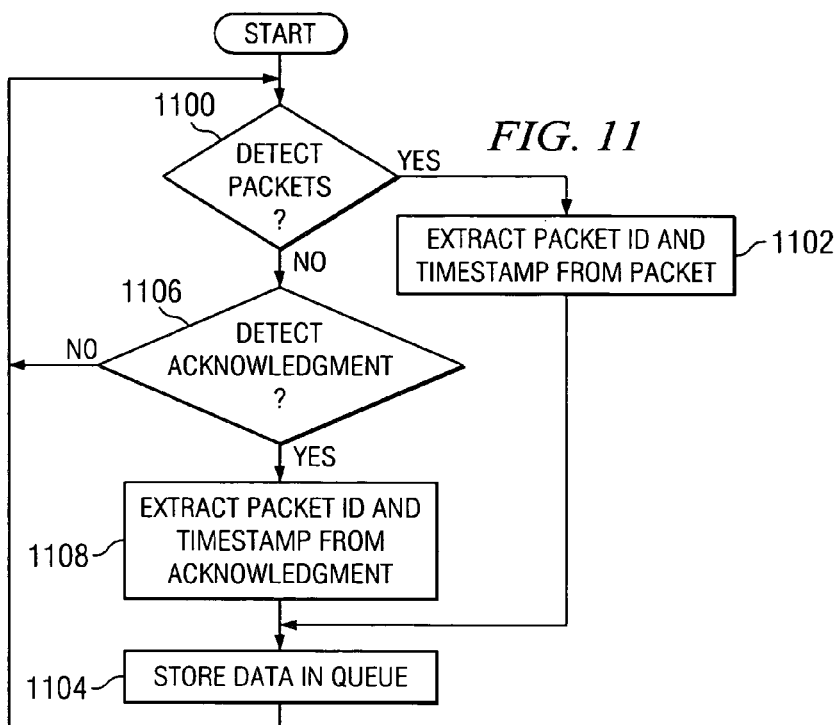 START
1100
FIG. 11
DETECT
PACKETS
?
YES
EXTRACT PACKET ID AND
TIMESTAMP FROM PACKET
1102
NO
1106
DETECT
ACKNOWLEDGMENT
?
NO
YES
EXTRACT PACKET ID AND
TIMESTAMP FROM
ACKNOWLEDGMENT
1108
STORE DATA IN QUEUE
1104